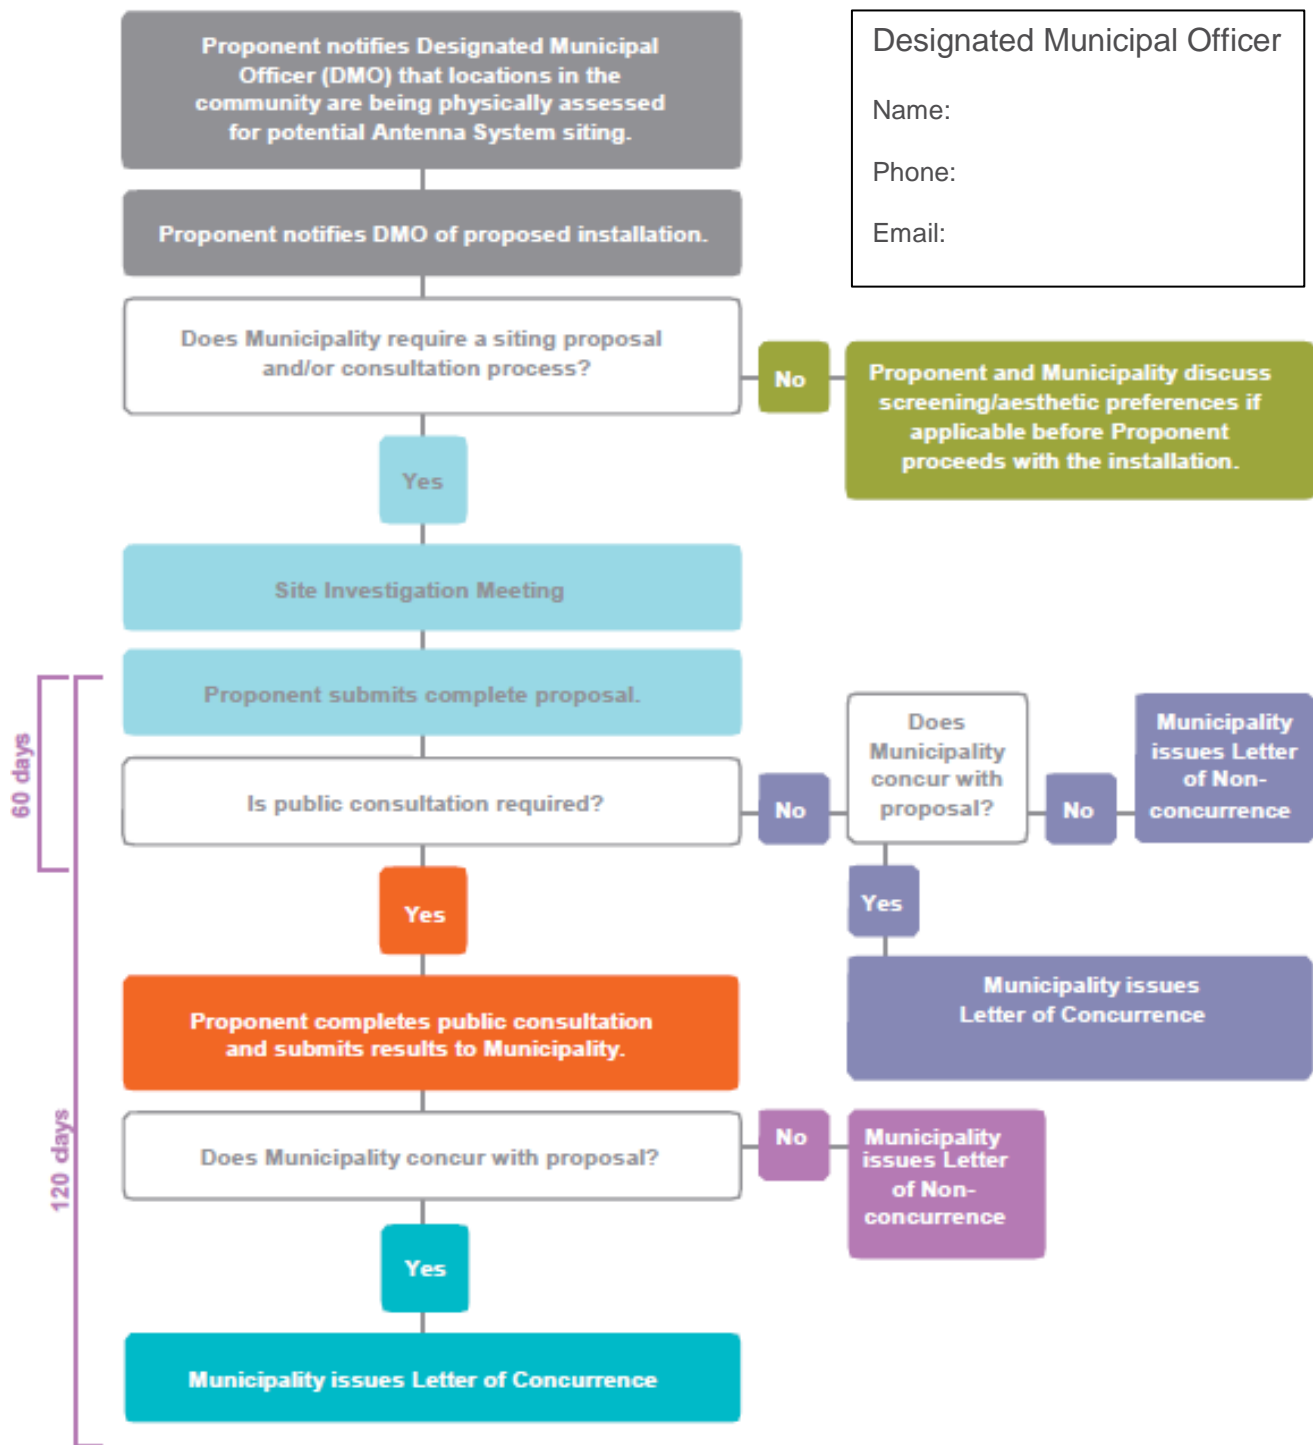 Proponent notifies Designated Municipal
Officer (DMO) that locations in the
community are being physically assessed
for potential Antenna System siting.
Designated Municipal Officer
Name:
Phone:
Email:
Proponent notifies DMO of proposed installation.
Does Municipality require a siting proposal
and/or consultation process?
No
Proponent and Municipality discuss
screening/aesthetic preferences if
applicable before Proponent
proceeds with the installation.
Yes
Site Investigation Meeting
Proponent submits complete proposal.
60 days
Is public consultation required?
No
Does
Municipality
concur with
proposal?
No
Municipality
issues Letter
of Non-
concurrence
Yes
Municipality issues
Letter of Concurrence
Yes
Proponent completes public consultation
and submits results to Municipality.
120 days
Does Municipality concur with proposal?
No
Municipality
issues Letter
of Non-
concurrence
Yes
Municipality issues Letter of Concurrence